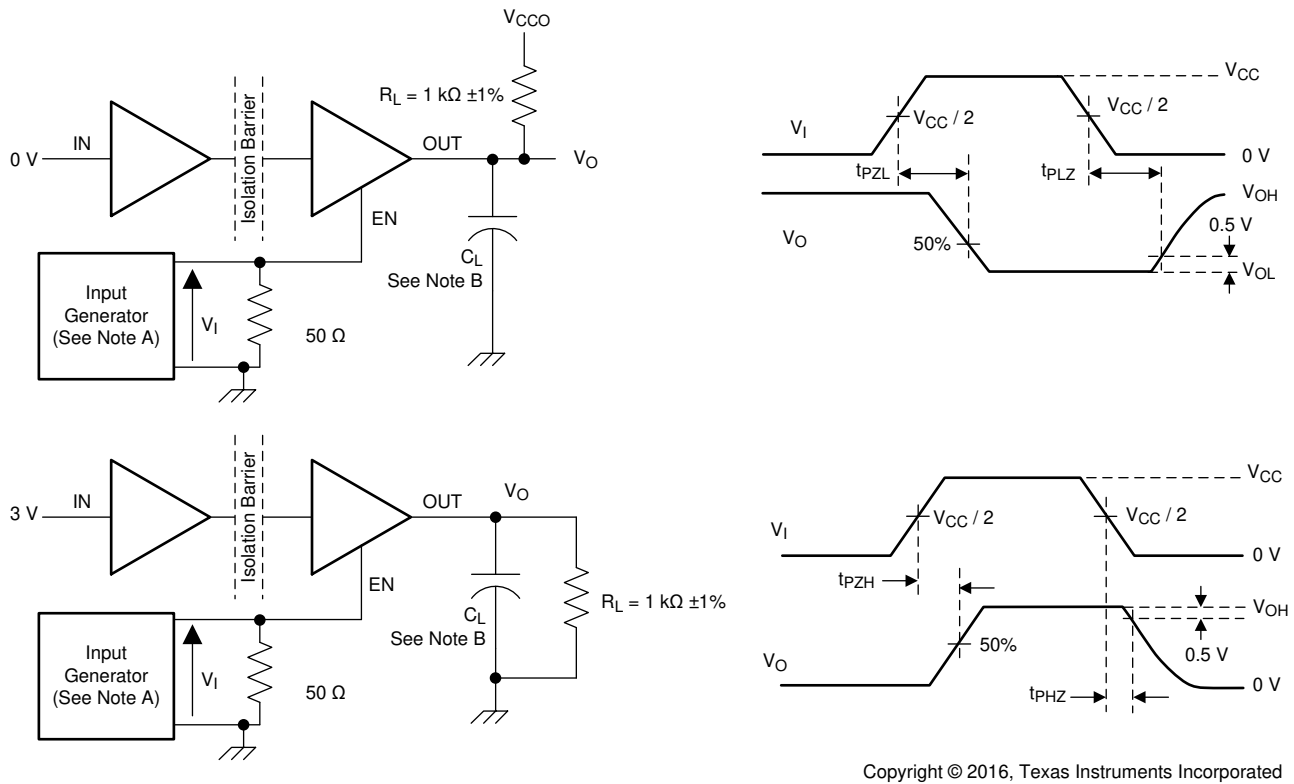 VCCO
RL = 1 kΩ ±1%
0 V
IN
Isolation Barrier
OUT
VO
EN
CL
See Note B
Input
Generator
(See Note A)
VI
50 Ω
VCC
VI
VCC / 2
VCC / 2
0 V
tPZL
tPLZ
VOH
0.5 V
VO
50%
VOL
3 V
IN
Isolation Barrier
OUT
VO
EN
CL
See Note B
RL = 1 kΩ ±1%
Input
Generator
(See Note A)
VI
50 Ω
VCC
VI
VCC / 2
VCC / 2
0 V
tPZH
VOH
0.5 V
VO
50%
tPHZ
0 V
Copyright © 2016, Texas Instruments Incorporated